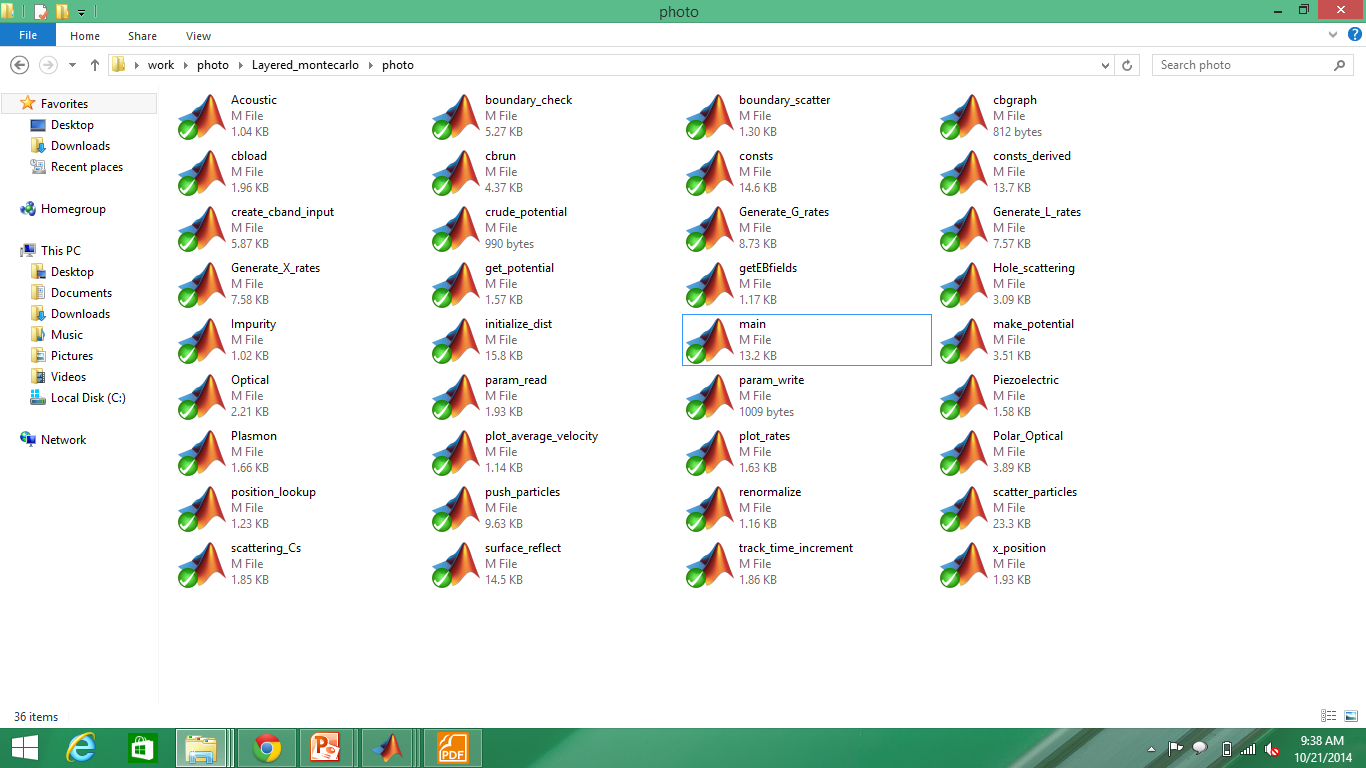 photo
File
Home
Share
View
work
photo
Layered_montecarlo
photo
Search photo
Favorites
Desktop
Downloads
Recent places
Homegroup
This PC
Desktop
Documents
Downloads
Music
Pictures
Videos
Local Disk (C:)
Network
Acoustic
M File
1.04 KB
boundary_check
M File
5.27 KB
boundary_scatter
M File
1.30 KB
cbgraph
M File
812 bytes
cbload
M File
1.96 KB
cbrun
M File
4.37 KB
consts
M File
14.6 KB
consts_derived
M File
13.7 KB
create_cband_input
M File
5.87 KB
crude_potential
M File
990 bytes
Generate_G_rates
M File
8.73 KB
Generate_L_rates
M File
7.57 KB
Generate_X_rates
M File
7.58 KB
get_potential
M File
1.57 KB
getEBfields
M File
1.17 KB
Hole_scattering
M File
3.09 KB
Impurity
M File
1.02 KB
initialize_dist
M File
15.8 KB
main
M File
13.2 KB
make_potential
M File
3.51 KB
Optical
M File
2.21 KB
param_read
M File
1.93 KB
param_write
M File
1009 bytes
Piezoelectric
M File
1.58 KB
Plasmon
M File
1.66 KB
plot_average_velocity
M File
1.14 KB
plot_rates
M File
1.63 KB
Polar_Optical
M File
3.89 KB
position_lookup
M File
1.23 KB
push_particles
M File
9.63 KB
renormalize
M File
1.16 KB
scatter_particles
M File
23.3 KB
scattering_Cs
M File
1.85 KB
surface_reflect
M File
14.5 KB
track_time_increment
M File
1.86 KB
x_position
M File
1.93 KB
36 items
PDF
9:38 AM
10/21/2014